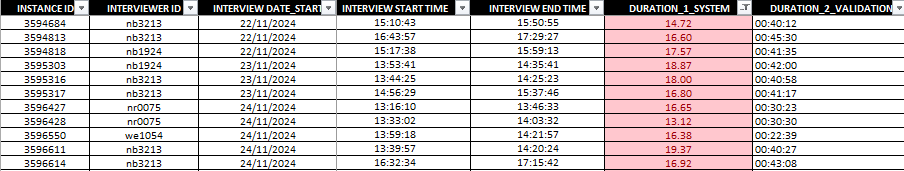 INSTANCE ID INTERVIEWER ID INTERVIEW DATE_START INTERVIEW START TIME INTERVIEW END TIME DURATION_1_SYSTEM DURATION_2_VALIDATION
3594684 nb3213 22/11/2024 15:10:43 15:50:55 14.72 00:40:12
3594813 nb3213 22/11/2024 16:43:57 17:29:27 16.60 00:45:30
3594818 nb1924 22/11/2024 15:17:38 15:59:13 17.57 00:41:35
3595303 nb1924 23/11/2024 13:53:41 14:35:41 18.87 00:42:00
3595316 nb3213 23/11/2024 13:44:25 14:25:23 18.00 00:40:58
3595317 nb3213 23/11/2024 14:56:29 15:37:46 16.80 00:41:17
3596427 nr0075 24/11/2024 13:16:10 13:46:33 16.65 00:30:23
3596428 nr0075 24/11/2024 13:33:02 14:03:32 13.12 00:30:30
3596550 we1054 24/11/2024 13:59:18 14:21:57 16.38 00:22:39
3596611 nb3213 24/11/2024 13:39:57 14:20:24 19.37 00:40:27
3596614 nb3213 24/11/2024 16:32:34 17:15:42 16.92 00:43:08